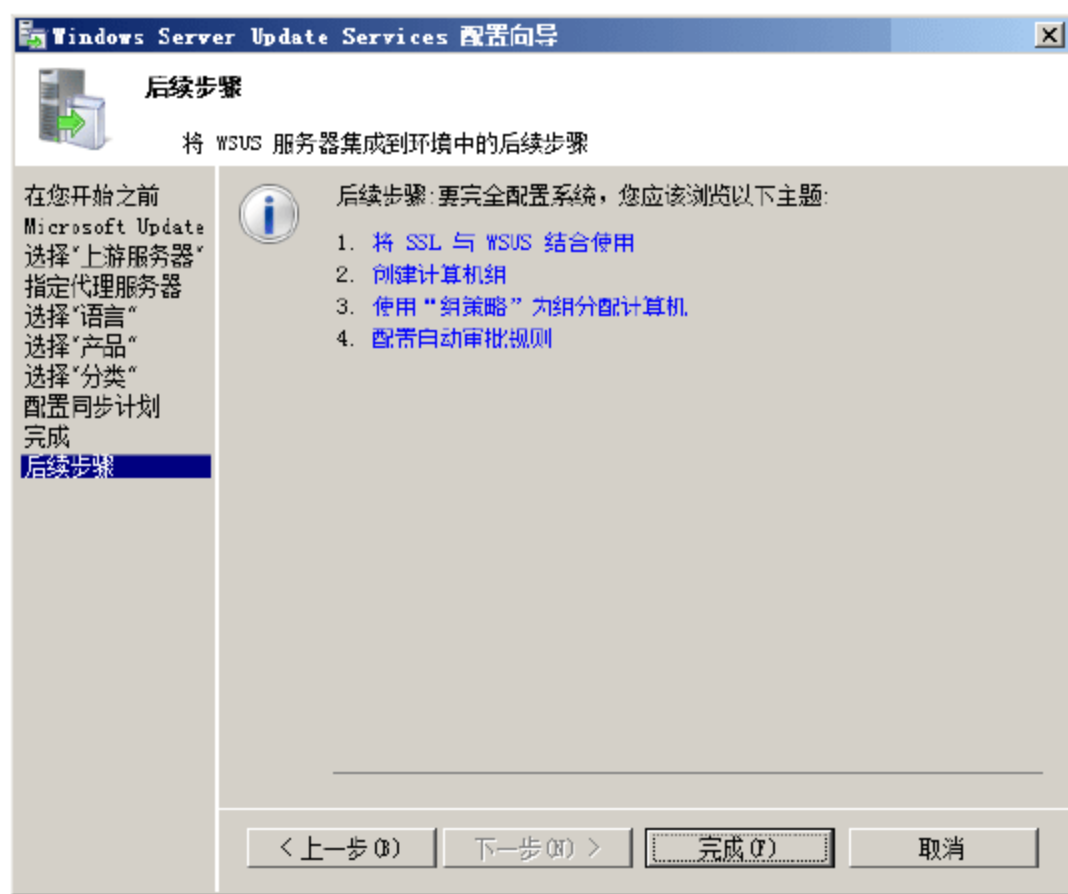 Windows Server Update Services 配置向导
后续步骤
将 WSUS 服务器集成到环境中的后续步骤
在您开始之前
Microsoft Update
选择"上游服务器"
指定代理服务器
选择"语言"
选择"产品"
选择"分类"
配置同步计划
完成
后续步骤
后续步骤:要完全配置系统，您应该浏览以下主题:
1. 将 SSL 与 WSUS 结合使用
2. 创建计算机组
3. 使用“组策略”为组分配计算机
4. 配置自动审批规则
< 上一步(B)
下一步(N) >
完成(F)
取消